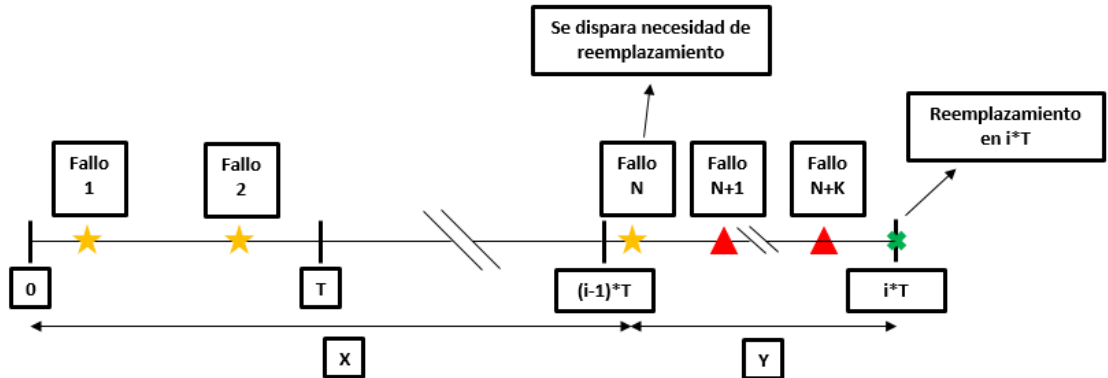 Se dispara necesidad de
reemplazamiento
Reemplazamiento
en i*T
Fallo
1
Fallo
2
Fallo
N
Fallo
N+1
Fallo
N+K
0
T
(i-1)*T
i*T
X
Y